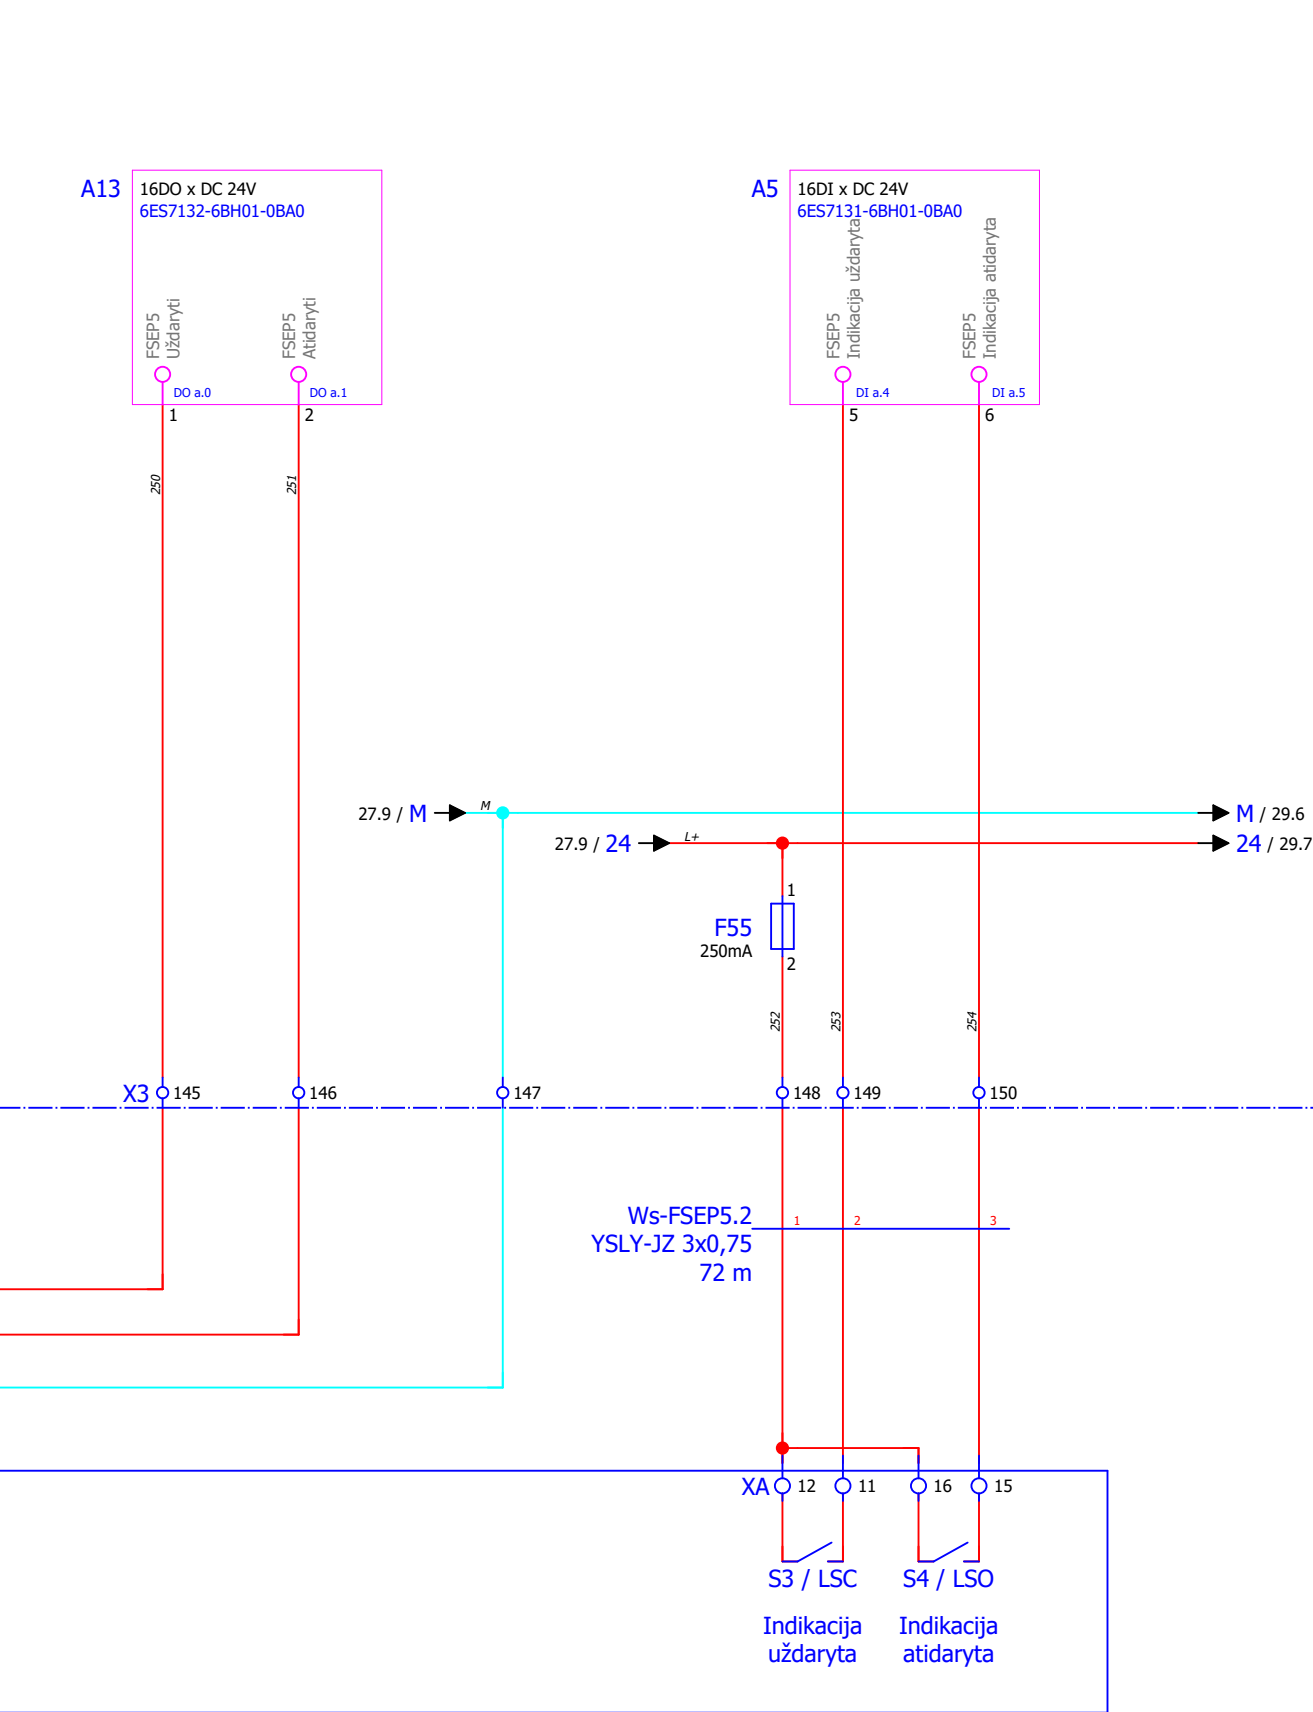 A13
16DO x DC 24V
6ES7132-6BH01-0BA0
FSEP5
Uždaryti
FSEP5
Atidaryti
DO a.0
DO a.1
1
2
A5
16DI x DC 24V
6ES7131-6BH01-0BA0
FSEP5
Indikacija uždaryta
FSEP5
Indikacija atidaryta
DI a.4
DI a.5
5
6
250
251
27.9 / M
M
M / 29.6
27.9 / 24
L+
24 / 29.7
1
F55
250mA
2
252
253
254
X3
145
146
147
148
149
150
Ws-FSEP5.2
YSLY-JZ 3x0,75
72 m
1
2
3
XA
12
11
16
15
S3 / LSC
S4 / LSO
Indikacija
uždaryta
Indikacija
atidaryta